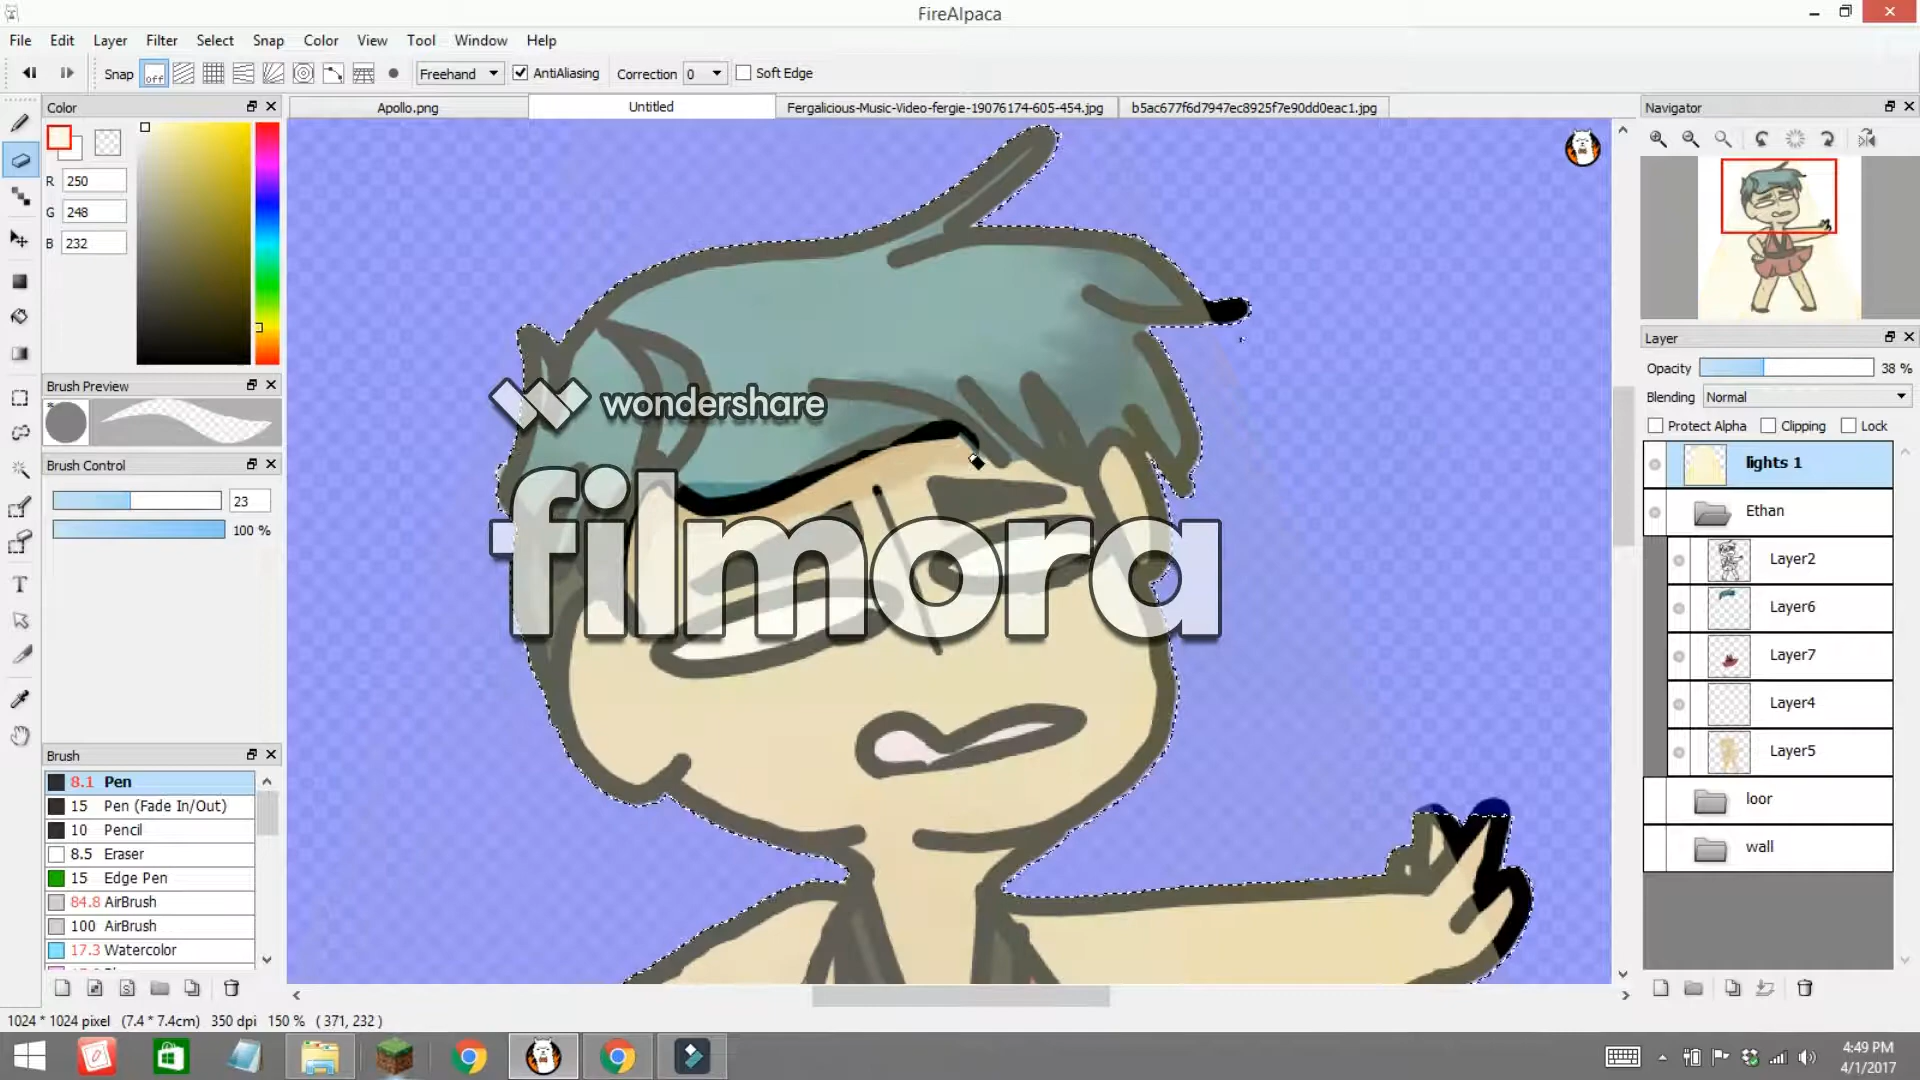 FireAlpaca
File Edit Layer Filter Select Snap Color View Tool Window Help
Snap off Freehand AntiAliasing Correction 0 Soft Edge
Color
Apollo.png
Untitled
Fergalicious-Music-Video-fergie-19076174-605-454.jpg
b5ac677f6d7947ec8925f7e90dd0eac1.jpg
Navigator
R 250
G 248
B 232
Layer
Opacity 38 %
Brush Preview
Blending Normal
wondershare
Protect Alpha Clipping Lock
Brush Control
lights 1
23
Ethan
100 %
filmora
Layer2
Layer6
Layer7
Layer4
Layer5
Brush
8.1 Pen
15 Pen (Fade In/Out)
loor
10 Pencil
8.5 Eraser
wall
15 Edge Pen
84.8 AirBrush
100 AirBrush
17.3 Watercolor
1024 * 1024 pixel (7.4 * 7.4cm) 350 dpi 150 % ( 371, 232 )
4:49 PM
4/1/2017